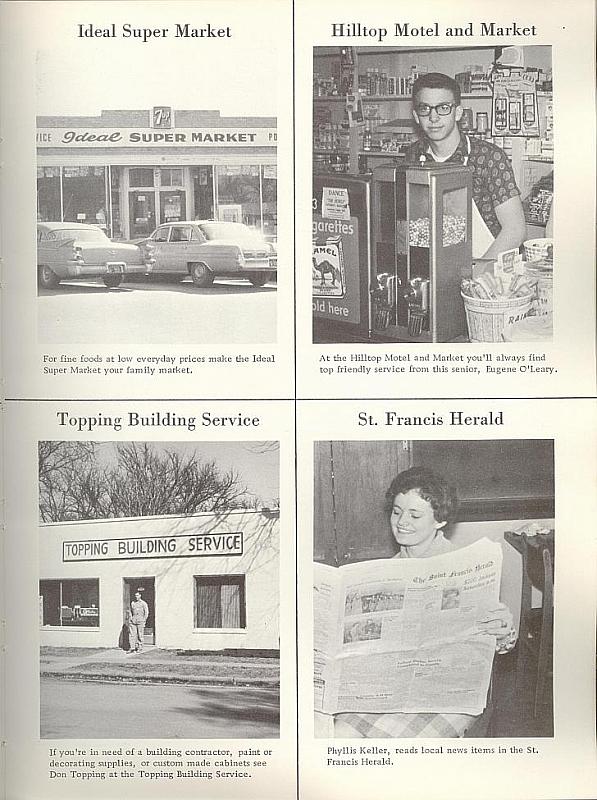 Ideal Super Market
7up
Ideal SUPER MARKET
For fine foods at low everyday prices make the Ideal
Super Market your family market.
Hilltop Motel and Market
DANCE
garettes
CAMEL
old here
At the Hilltop Motel and Market you'll always find
top friendly service from this senior, Eugene O'Leary.
Topping Building Service
TOPPING BUILDING SERVICE
If you're in need of a building contractor, paint or
decorating supplies, or custom made cabinets see
Don Topping at the Topping Building Service.
St. Francis Herald
The Saint Francis Herald
Phyllis Keller, reads local news items in the St.
Francis Herald.